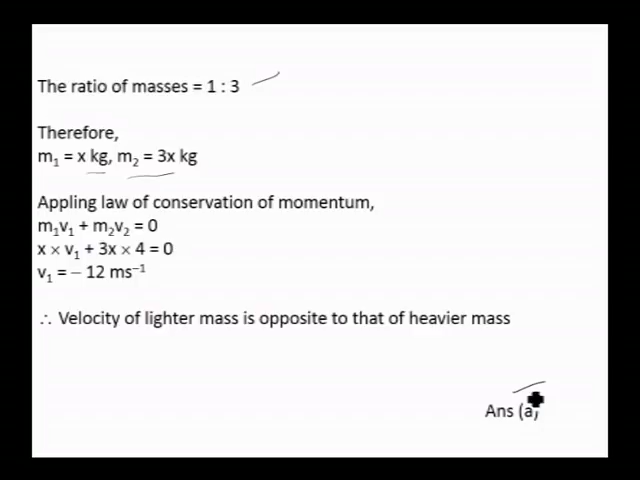 The ratio of masses = 1 : 3
Therefore,
m₁ = x kg, m₂ = 3x kg
Appling law of conservation of momentum,
m₁v₁ + m₂v₂ = 0
x × v₁ + 3x × 4 = 0
v₁ = – 12 ms⁻¹
∴ Velocity of lighter mass is opposite to that of heavier mass
Ans (a)